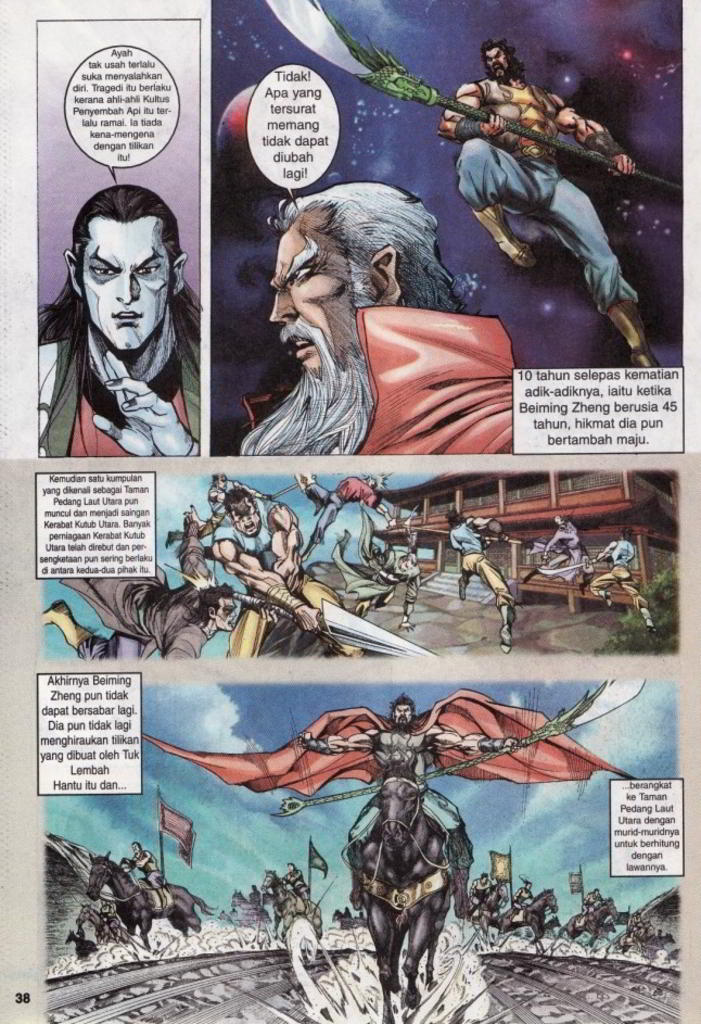 Ayah
tak usah terlalu
suka menyalahkan
diri. Tragedi itu berlaku
kerana ahli-ahli Kultus
Penyembah Api itu ter-
lalu ramai. Ia tiada
kena-mengena
dengan tilikan
itu!
Tidak!
Apa yang
tersurat
memang
tidak dapat
diubah
lagi!
10 tahun selepas kematian
adik-adiknya, iaitu ketika
Beiming Zheng berusia 45
tahun, hikmat dia pun
bertambah maju.
Kemudian satu kumpulan
yang dikenali sebagai Taman
Pedang Laut Utara pun
muncul dan menjadi saingan
Kerabat Kutub Utara. Banyak
perniagaan Kerabat Kutub
Utara telah direbut dan per-
sengketaan pun sering berlaku
di antara kedua-dua pihak itu.
Akhirnya Beiming
Zheng pun tidak
dapat bersabar lagi.
Dia pun tidak lagi
menghiraukan tilikan
yang dibuat oleh Tuk
Lembah
Hantu itu dan...
...berangkat
ke Taman
Pedang Laut
Utara dengan
murid-muridnya
untuk berhitung
dengan
lawannya.
38